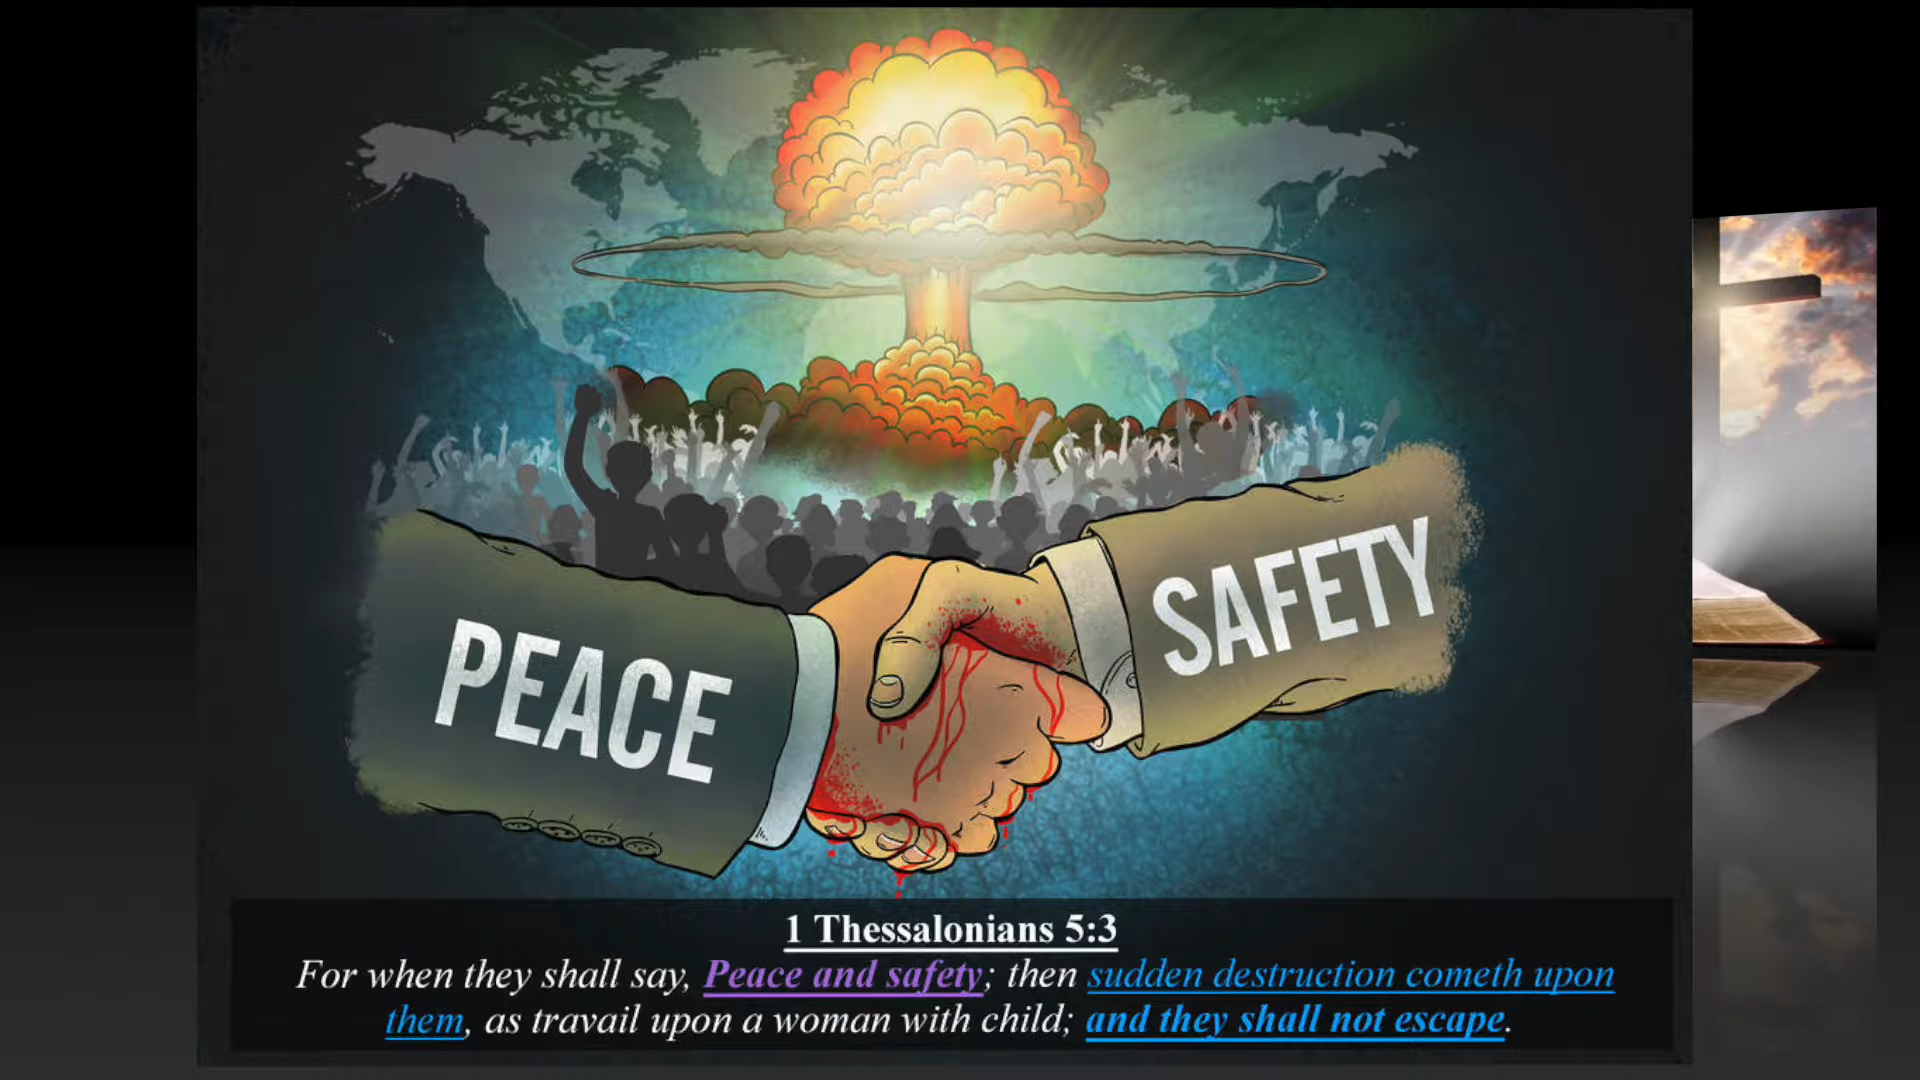 PEACE
SAFETY
1 Thessalonians 5:3
For when they shall say, Peace and safety; then sudden destruction cometh upon
them, as travail upon a woman with child; and they shall not escape.